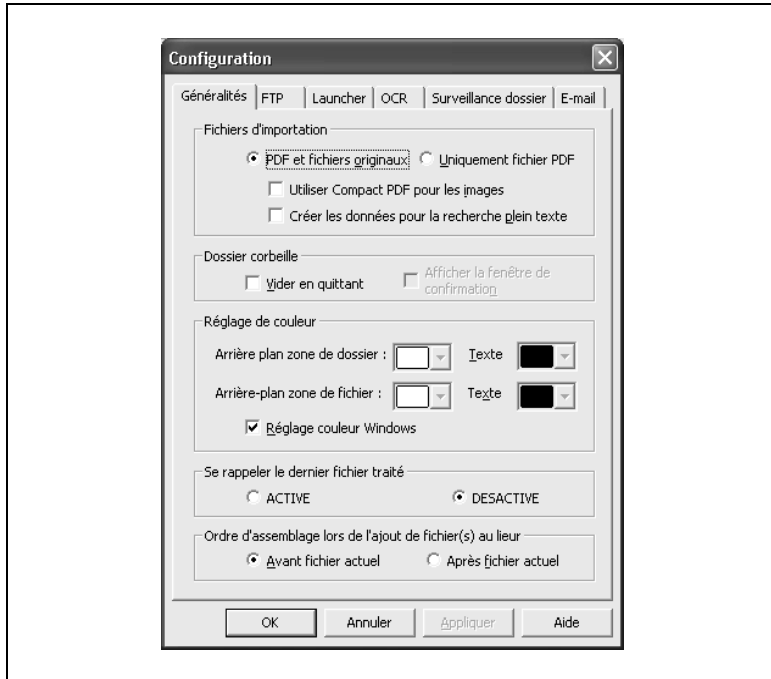 Configuration
Généralités FTP Launcher OCR Surveillance dossier E-mail
Fichiers d'importation
PDF et fichiers originaux Uniquement fichier PDF
Utiliser Compact PDF pour les images
Créer les données pour la recherche plein texte
Dossier corbeille
Vider en quittant Afficher la fenêtre de confirmation
Réglage de couleur
Arrière plan zone de dossier : Texte
Arrière-plan zone de fichier : Texte
Réglage couleur Windows
Se rappeler le dernier fichier traité
ACTIVE DESACTIVE
Ordre d'assemblage lors de l'ajout de fichier(s) au lieur
Avant fichier actuel Après fichier actuel
OK Annuler Appliquer Aide